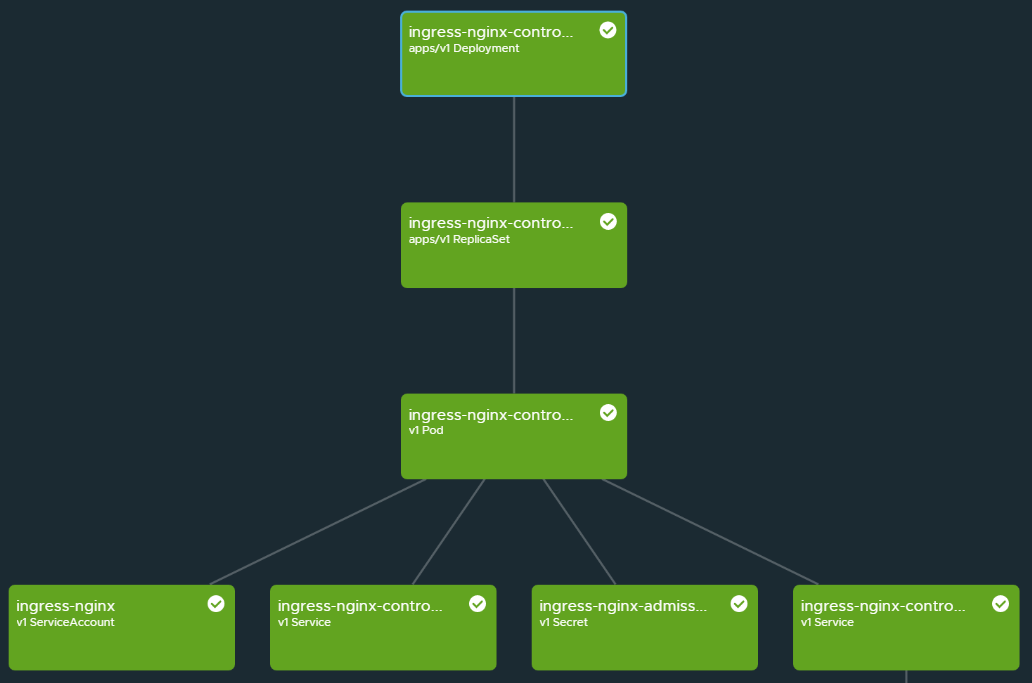 ingress-nginx-contro...
apps/v1 Deployment
ingress-nginx-contro...
apps/v1 ReplicaSet
ingress-nginx-contro...
v1 Pod
ingress-nginx
v1 ServiceAccount
ingress-nginx-contro...
v1 Service
ingress-nginx-admiss...
v1 Secret
ingress-nginx-contro...
v1 Service